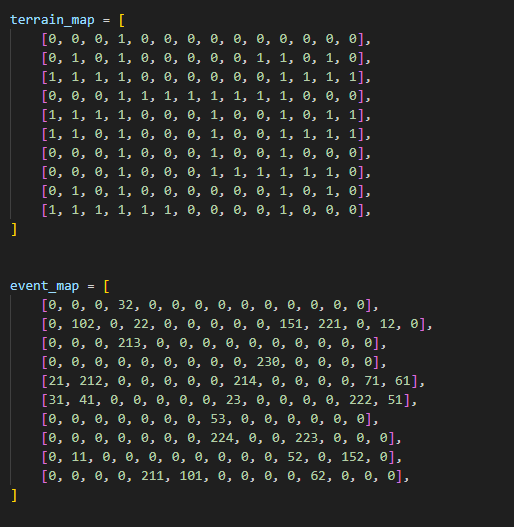 terrain_map = [
[0, 0, 0, 1, 0, 0, 0, 0, 0, 0, 0, 0, 0, 0],
[0, 1, 0, 1, 0, 0, 0, 0, 0, 1, 1, 0, 1, 0],
[1, 1, 1, 1, 0, 0, 0, 0, 0, 0, 1, 1, 1, 1],
[0, 0, 0, 1, 1, 1, 1, 1, 1, 1, 1, 0, 0, 0],
[1, 1, 1, 1, 0, 0, 0, 1, 0, 0, 1, 0, 1, 1],
[1, 1, 0, 1, 0, 0, 0, 1, 0, 0, 1, 1, 1, 1],
[0, 0, 0, 1, 0, 0, 0, 1, 0, 0, 1, 0, 0, 0],
[0, 0, 0, 1, 0, 0, 0, 1, 1, 1, 1, 1, 1, 0],
[0, 1, 0, 1, 0, 0, 0, 0, 0, 0, 1, 0, 1, 0],
[1, 1, 1, 1, 1, 1, 0, 0, 0, 0, 1, 0, 0, 0],
]
event_map = [
[0, 0, 0, 32, 0, 0, 0, 0, 0, 0, 0, 0, 0, 0],
[0, 102, 0, 22, 0, 0, 0, 0, 0, 151, 221, 0, 12, 0],
[0, 0, 0, 213, 0, 0, 0, 0, 0, 0, 0, 0, 0, 0],
[0, 0, 0, 0, 0, 0, 0, 0, 0, 230, 0, 0, 0, 0],
[21, 212, 0, 0, 0, 0, 0, 214, 0, 0, 0, 0, 71, 61],
[31, 41, 0, 0, 0, 0, 0, 23, 0, 0, 0, 0, 222, 51],
[0, 0, 0, 0, 0, 0, 0, 53, 0, 0, 0, 0, 0, 0],
[0, 0, 0, 0, 0, 0, 0, 224, 0, 0, 223, 0, 0, 0],
[0, 11, 0, 0, 0, 0, 0, 0, 0, 0, 52, 0, 152, 0],
[0, 0, 0, 0, 211, 101, 0, 0, 0, 0, 62, 0, 0, 0],
]